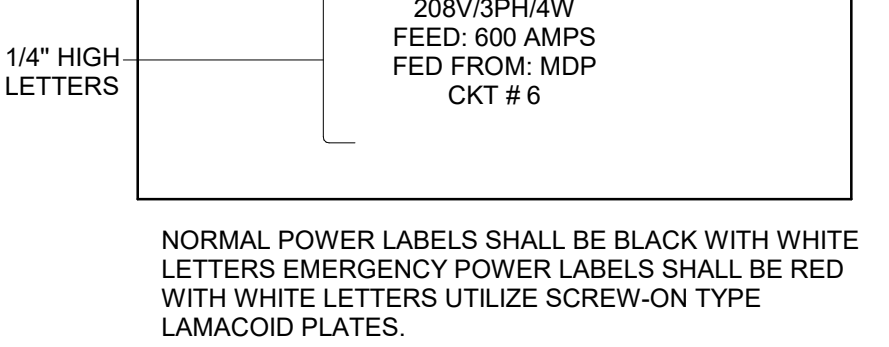 208V/3PH/4W
FEED: 600 AMPS
FED FROM: MDP
CKT # 6
1/4" HIGH
LETTERS
NORMAL POWER LABELS SHALL BE BLACK WITH WHITE
LETTERS EMERGENCY POWER LABELS SHALL BE RED
WITH WHITE LETTERS UTILIZE SCREW-ON TYPE
LAMACOID PLATES.